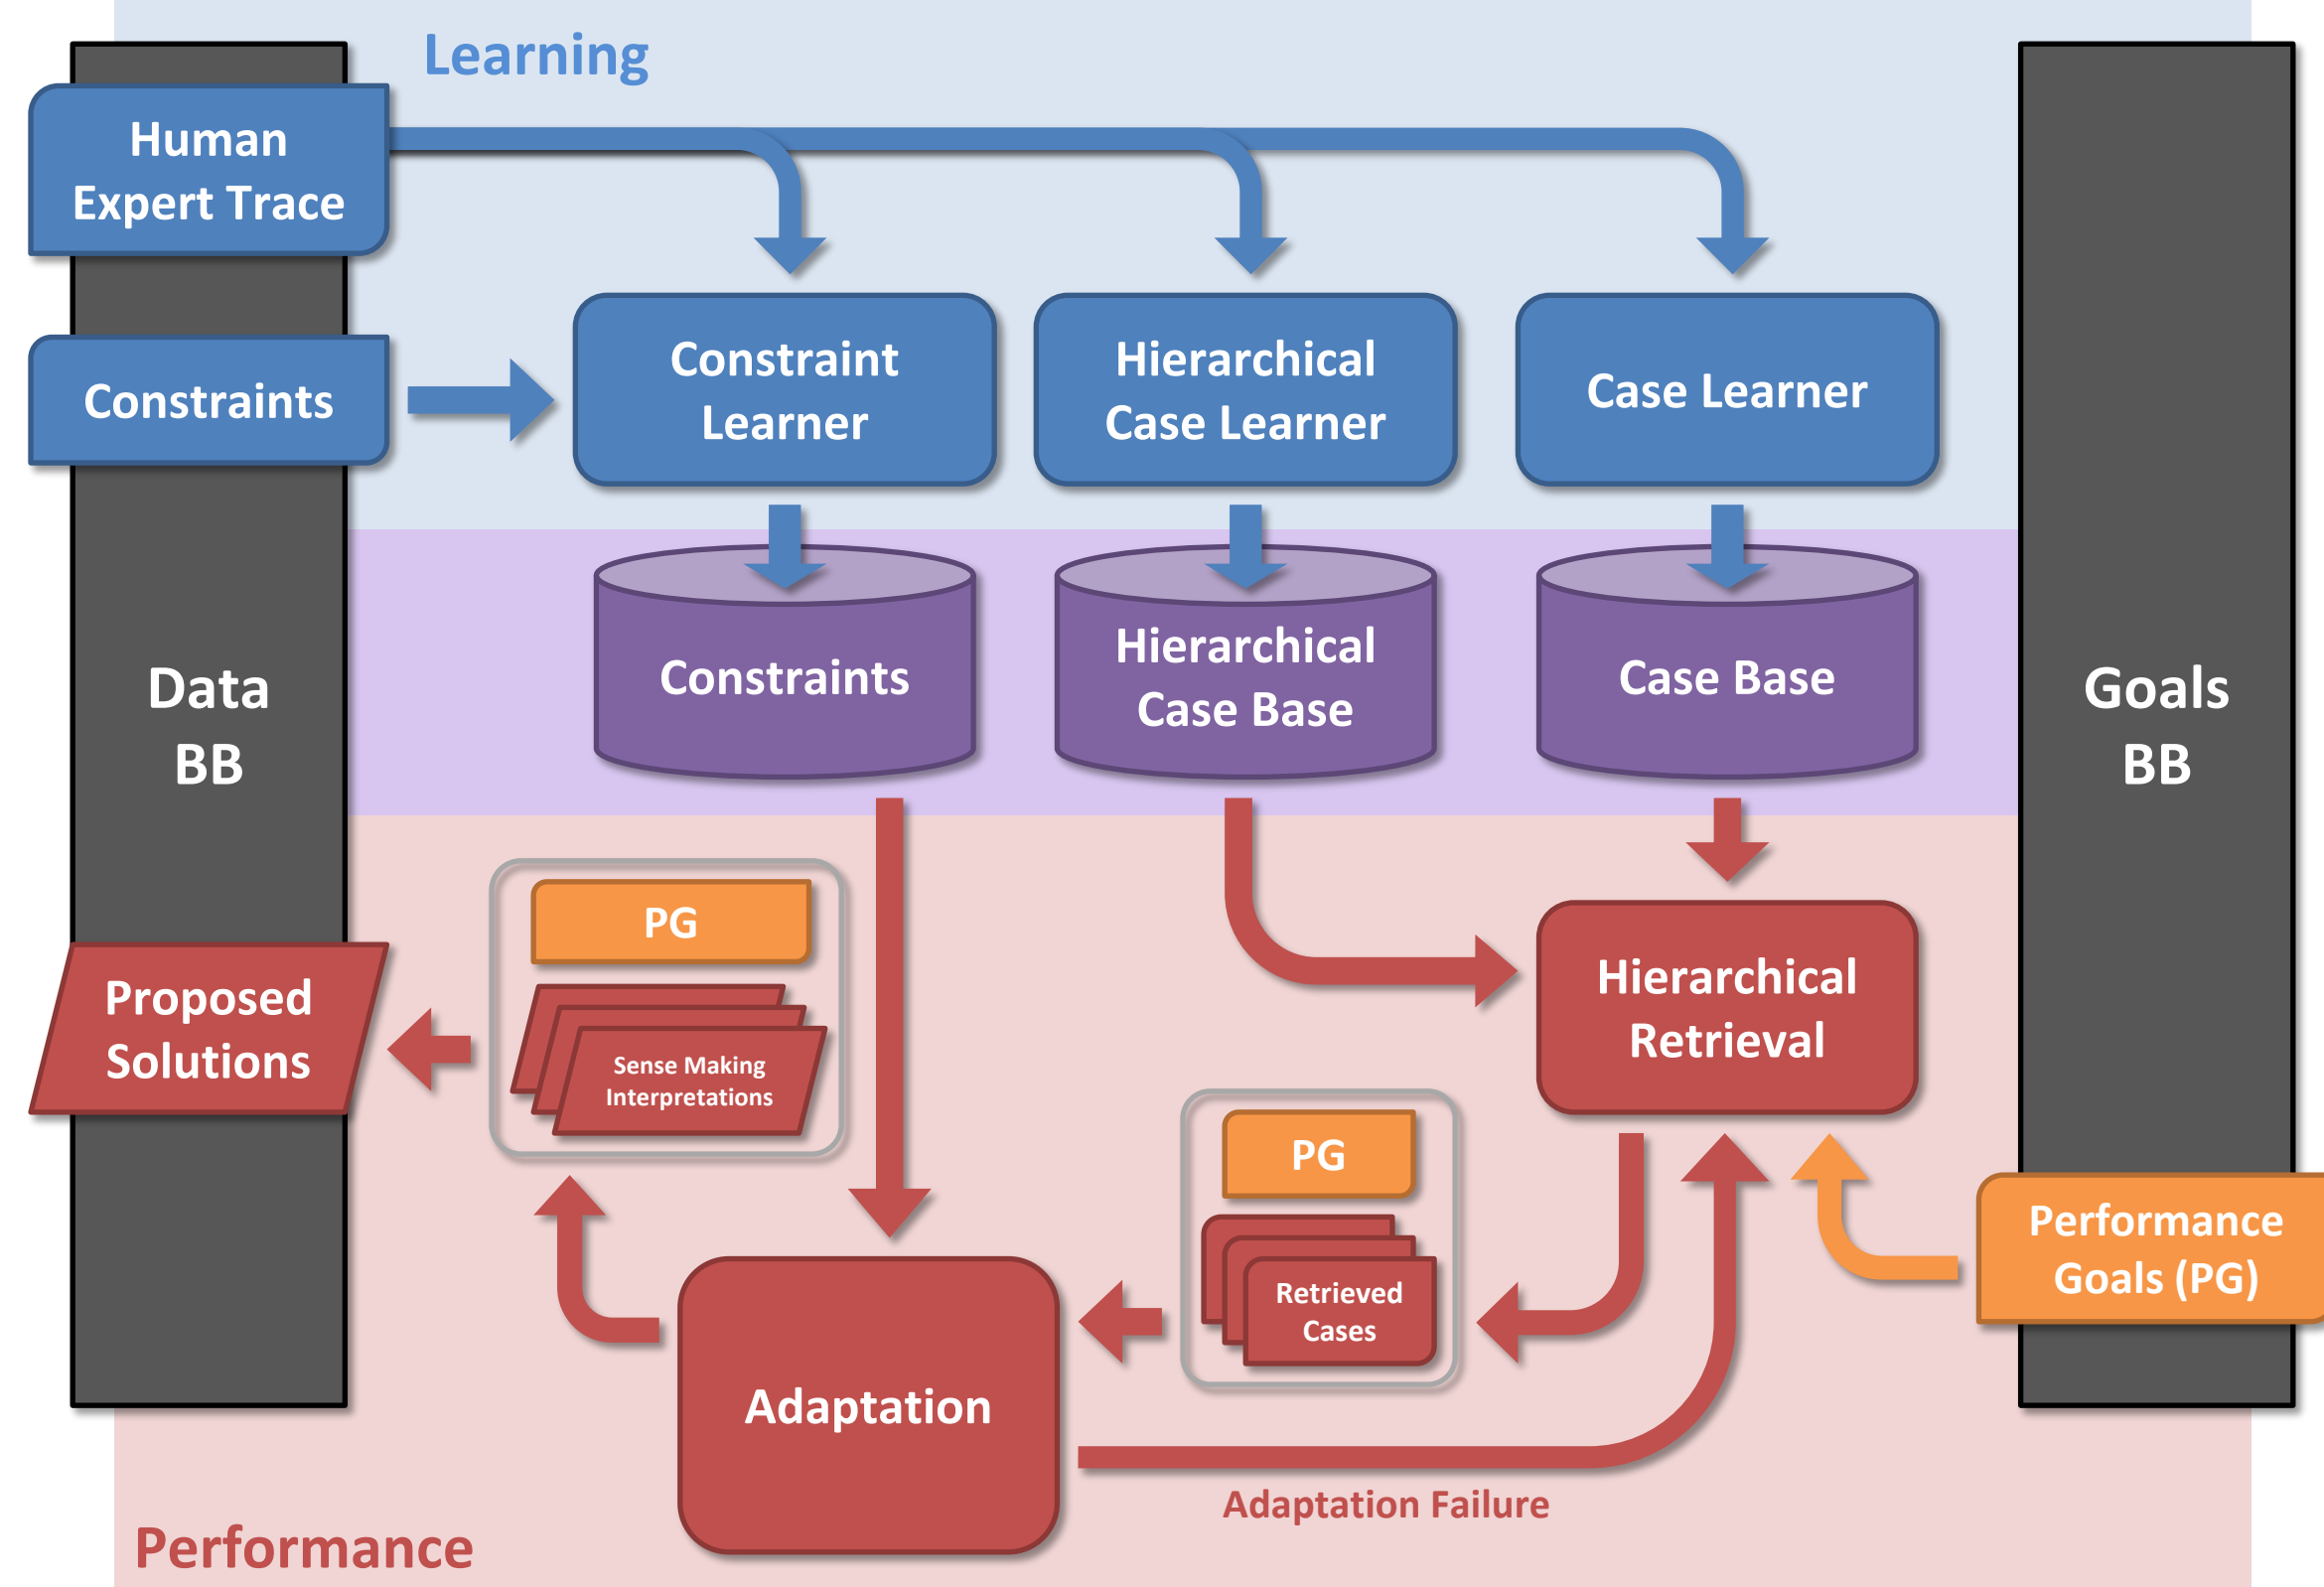 Learning
Human
Expert Trace
Constraints
Constraint
Learner
Hierarchical
Case Learner
Case Learner
Constraints
Hierarchical
Case Base
Case Base
Data
BB
Goals
BB
PG
Sense Making
Interpretations
Proposed
Solutions
Hierarchical
Retrieval
PG
Retrieved
Cases
Performance
Goals (PG)
Adaptation
Adaptation Failure
Performance